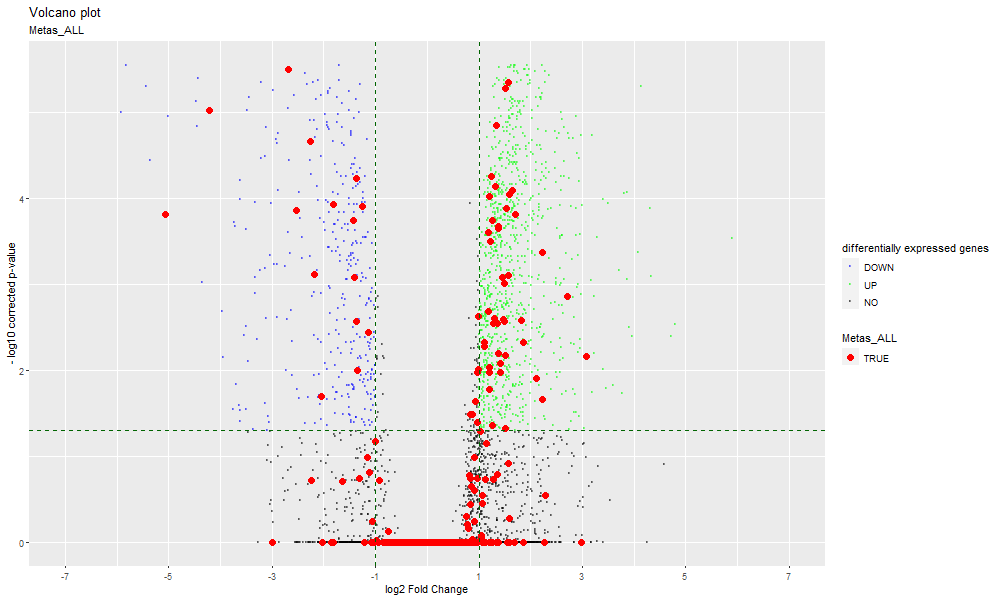 Volcano plot
Metas_ALL
- log10 corrected p-value
4
2
0
-7 -5 -3 -1 1 3 5 7
log2 Fold Change
differentially expressed genes
DOWN
UP
NO
Metas_ALL
TRUE